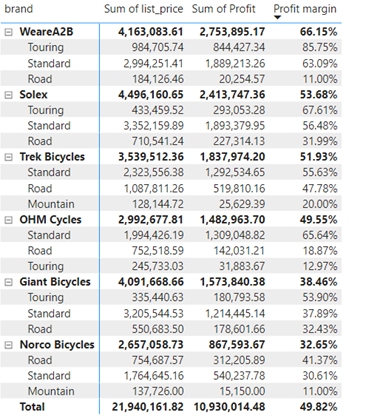 brand Sum of list_price Sum of Profit Profit margin
WeareA2B 4,163,083.61 2,753,895.17 66.15%
Touring 984,705.74 844,427.34 85.75%
Standard 2,994,251.41 1,889,213.26 63.09%
Road 184,126.46 20,254.57 11.00%
Solex 4,496,160.65 2,413,747.36 53.68%
Touring 433,459.52 293,053.28 67.61%
Standard 3,352,159.89 1,893,379.95 56.48%
Road 710,541.24 227,314.13 31.99%
Trek Bicycles 3,539,512.36 1,837,974.20 51.93%
Standard 2,323,556.38 1,292,534.65 55.63%
Road 1,087,811.26 519,810.16 47.78%
Mountain 128,144.72 25,629.39 20.00%
OHM Cycles 2,992,677.81 1,482,963.70 49.55%
Standard 1,994,426.19 1,309,048.82 65.64%
Road 752,518.59 142,031.21 18.87%
Touring 245,733.03 31,883.67 12.97%
Giant Bicycles 4,091,668.66 1,573,840.38 38.46%
Touring 335,440.63 180,793.58 53.90%
Standard 3,205,544.53 1,214,445.14 37.89%
Road 550,683.50 178,601.66 32.43%
Norco Bicycles 2,657,058.73 867,593.67 32.65%
Road 754,687.57 312,205.89 41.37%
Standard 1,764,645.16 540,237.78 30.61%
Mountain 137,726.00 15,150.00 11.00%
Total 21,940,161.82 10,930,014.48 49.82%